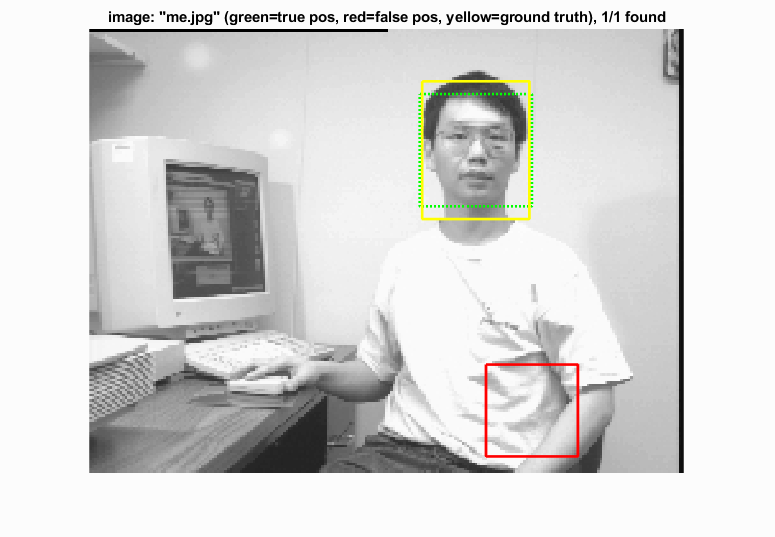 image: "me.jpg" (green=true pos, red=false pos, yellow=ground truth), 1/1 found